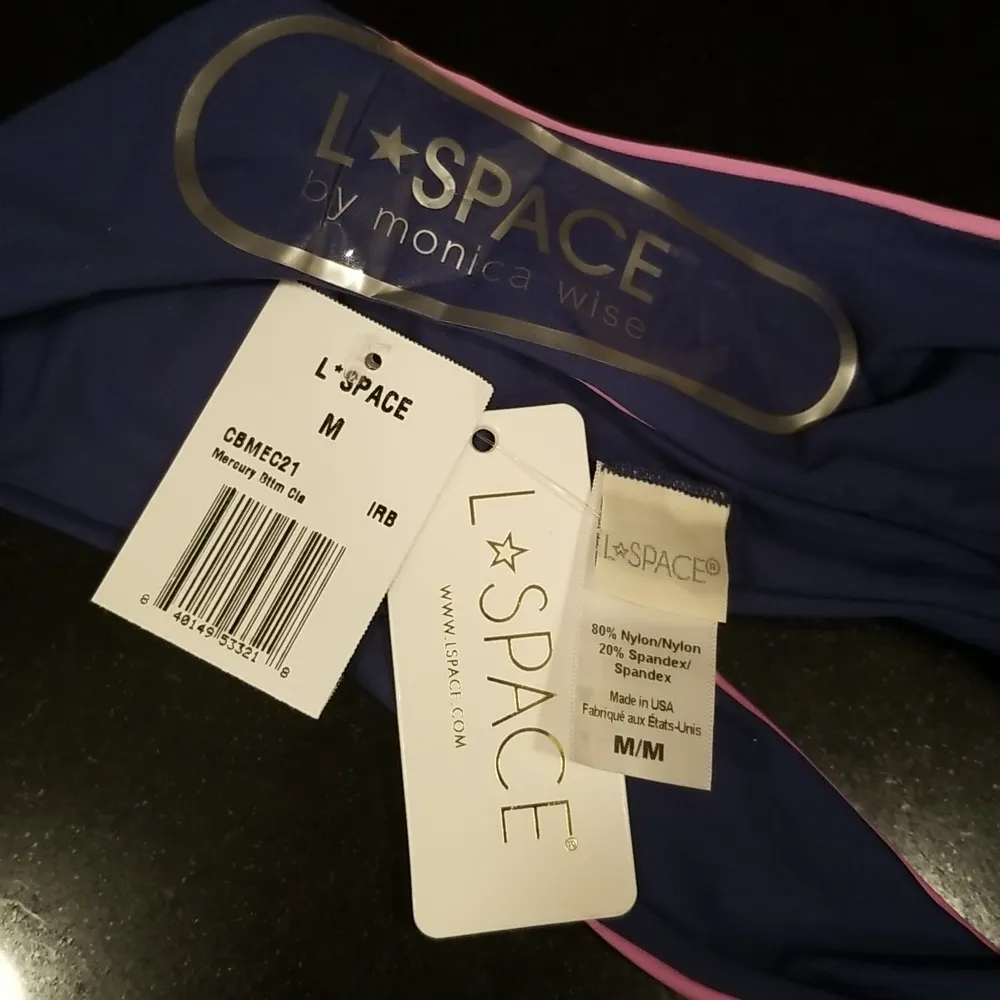 L★SPACE
by monica wise
L*SPACE
M
CBMEC21
Mercury Bttm Cla
IRB
8 40149 53321 8
L☆SPACE®
WWW.LSPACE.COM
L☆SPACE®
80% Nylon/Nylon
20% Spandex/
Spandex
Made in USA
Fabriqué aux États-Unis
M/M